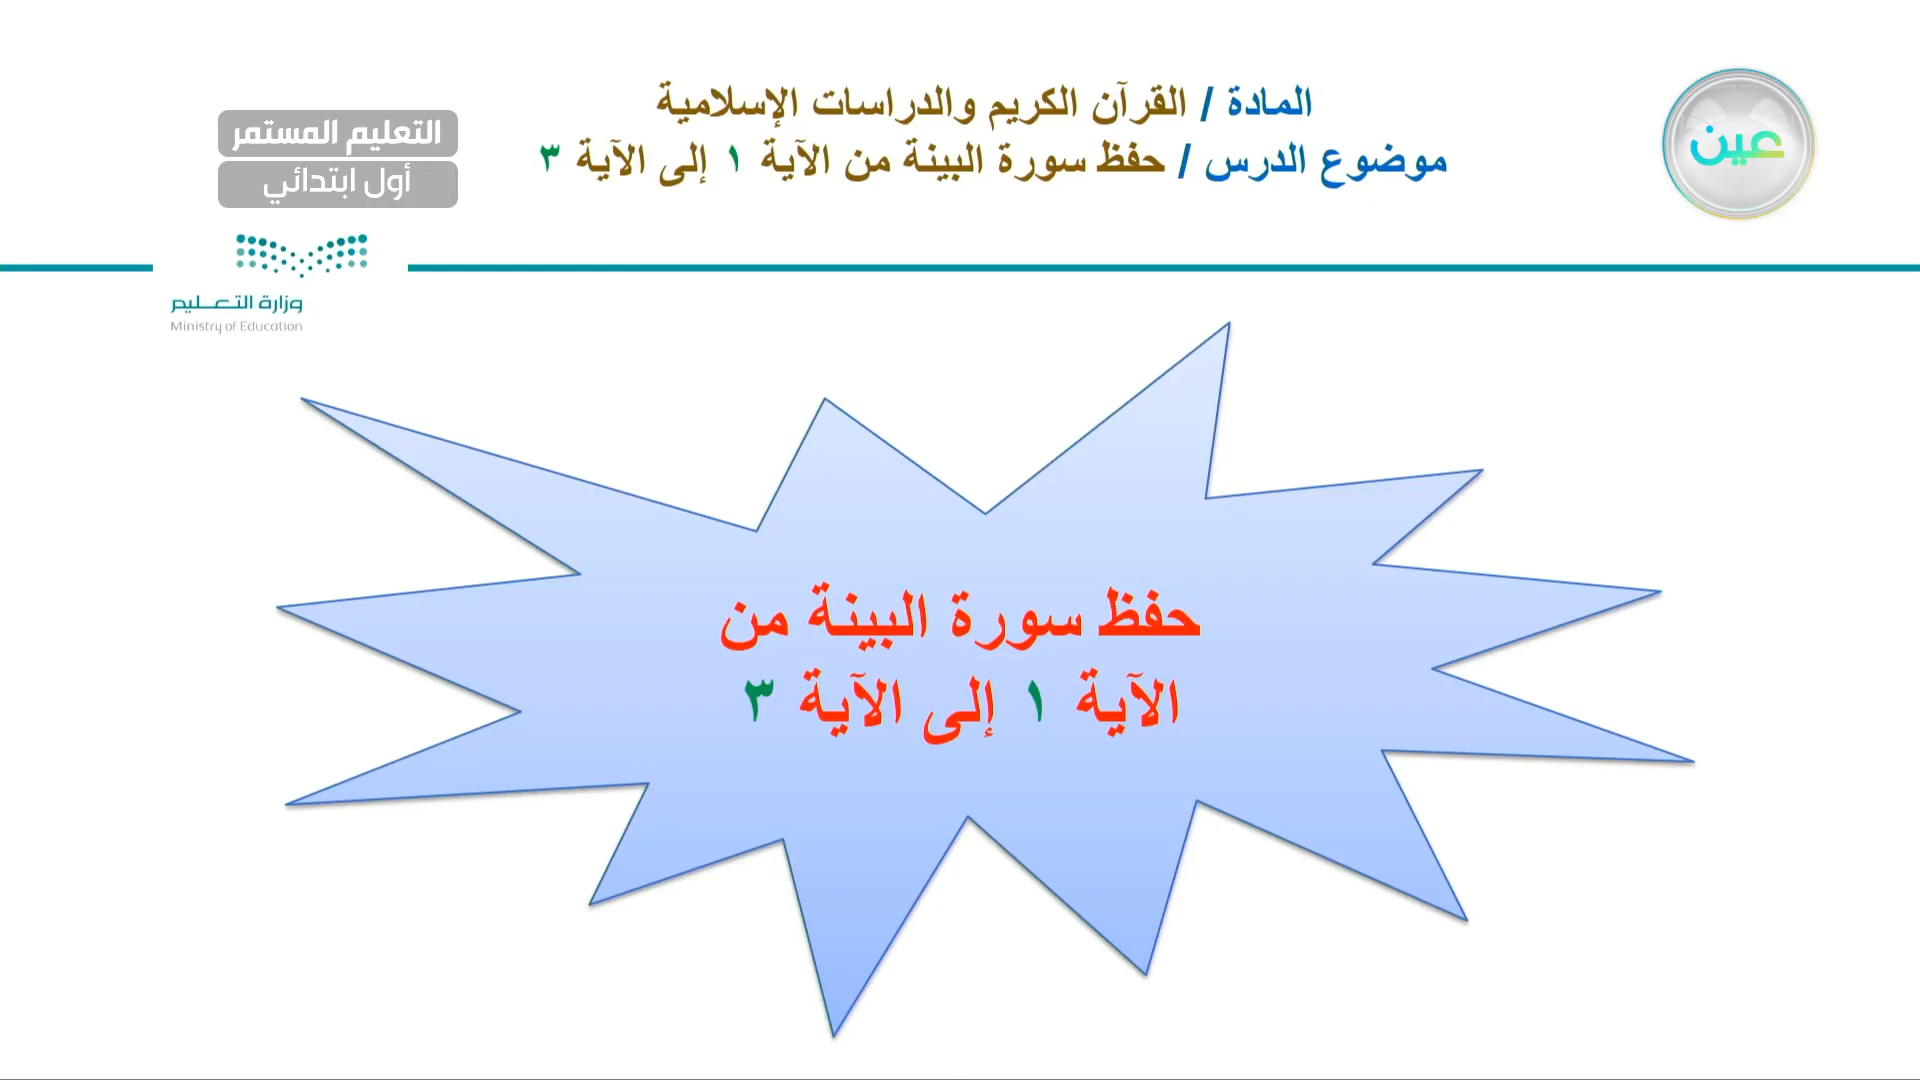 المادة / القرآن الكريم والدراسات الإسلامية
موضوع الدرس / حفظ سورة البينة من الآية ١ إلى الآية ٣
عين
التعليم المستمر
أول ابتدائي
وزارة التعليم
Ministry of Education
حفظ سورة البينة من
الآية ١ إلى الآية ٣